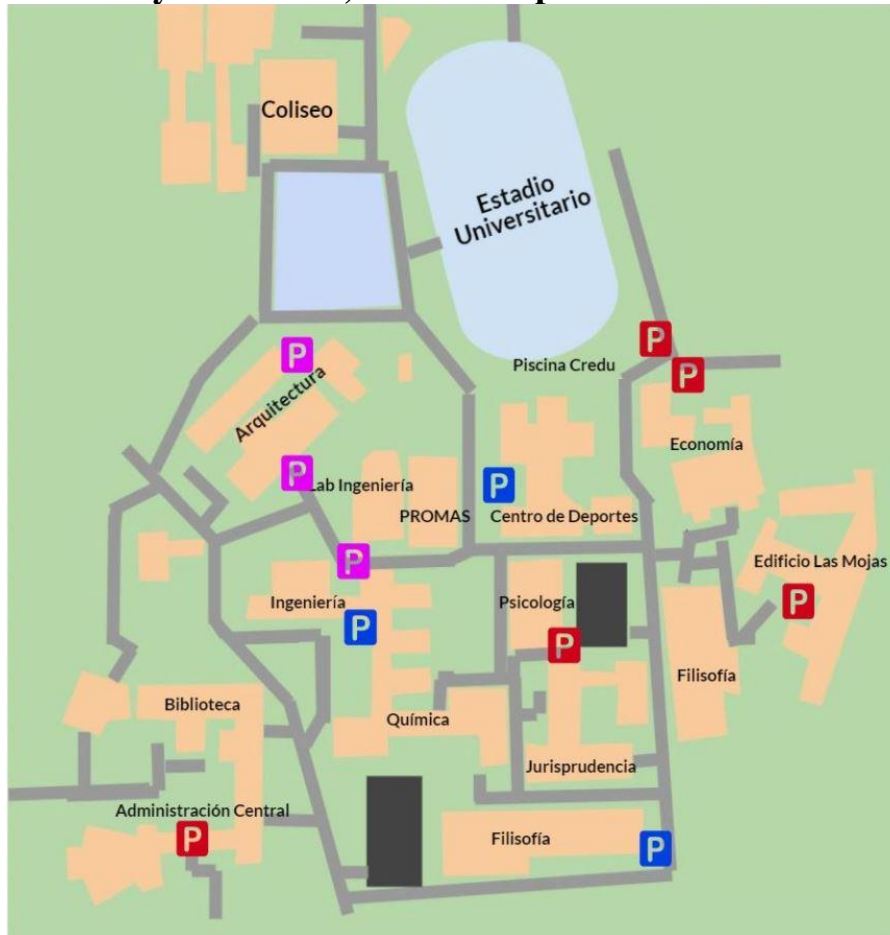 Coliseo
Estadio
Universitario
P
P
Piscina Credu
P
Arquitectura
Economía
P
Lab Ingeniería
P
PROMAS
Centro de Deportes
P
Edificio Las Mojas
P
Ingeniería
Psicología
P
P
Filisofía
Biblioteca
Química
Jurisprudencia
Administración Central
P
Filisofía
P